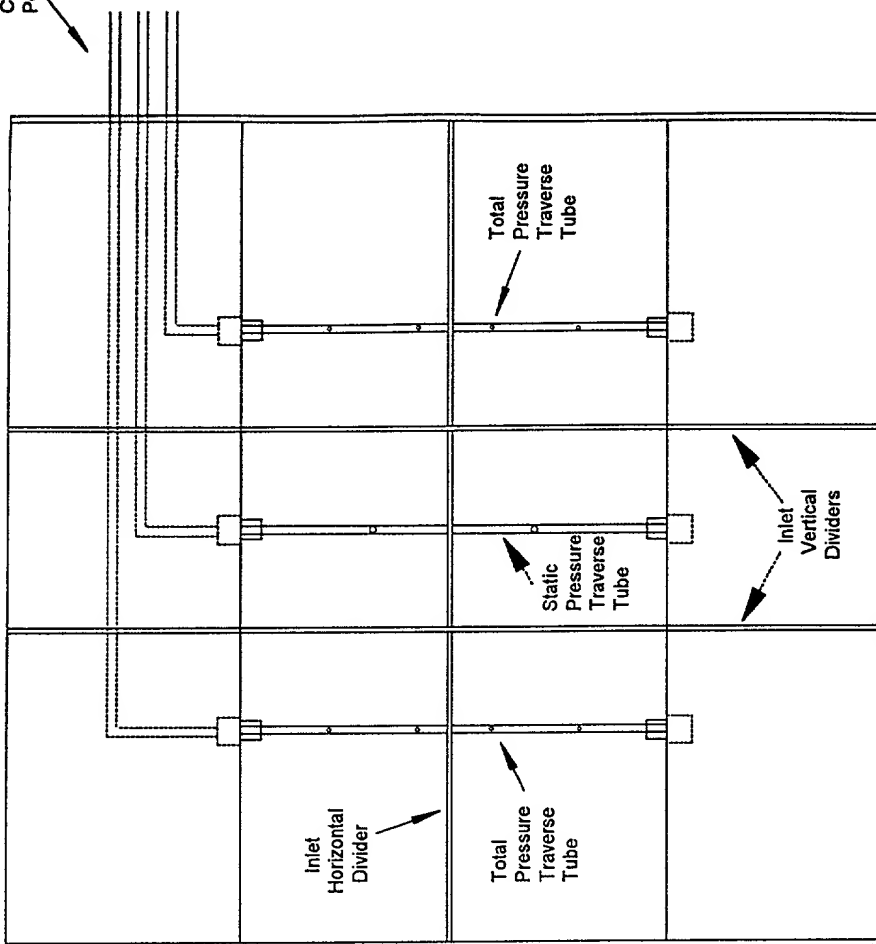 Inlet
Horizontal
Divider
Total
Pressure
Traverse
Tube
Total
Pressure
Traverse
Tube
Static
Pressure
Traverse
Tube
Inlet
Vertical
Dividers